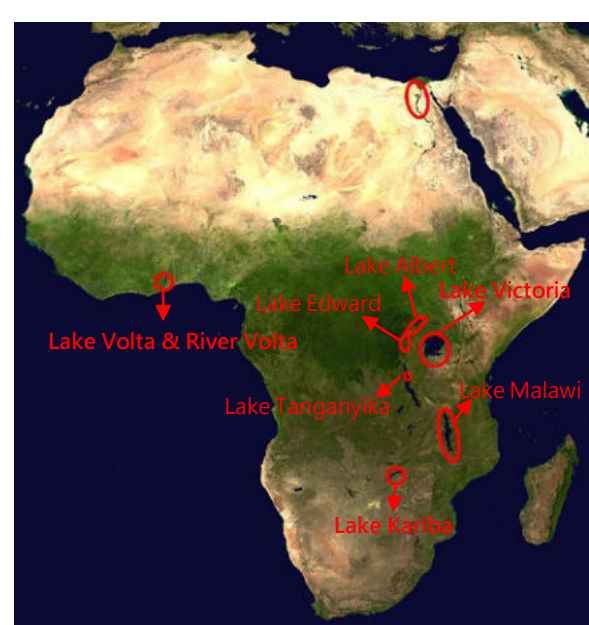 Lake Albert
Lake Edward
Lake Victoria
Lake Volta & River Volta
Lake Tanganyika
Lake Malawi
Lake Kariba